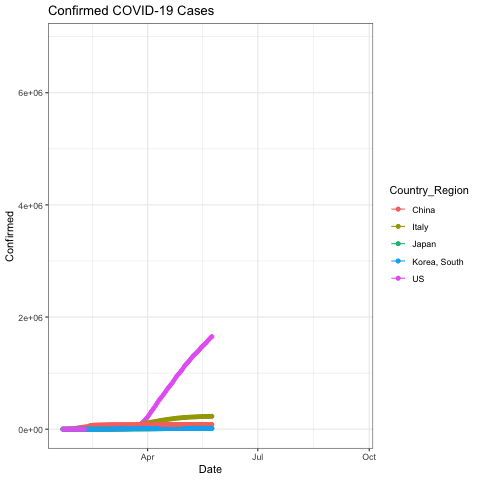 Confirmed COVID-19 Cases
6e+06
4e+06
2e+06
0e+00
Confirmed
Apr
Jul
Oct
Date
Country_Region
China
Italy
Japan
Korea, South
US